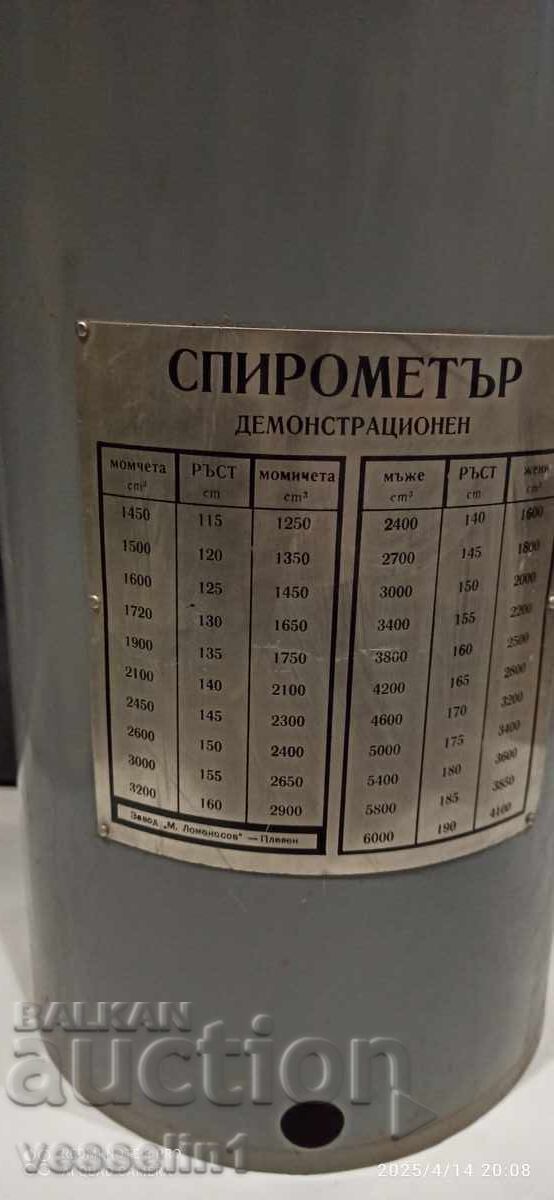 СПИРОМЕТЪР
ДЕМОНСТРАЦИОНЕН
момчета РЪСТ момичета
cm³ cm cm³
1450 115 1250
1500 120 1350
1600 125 1450
1720 130 1650
1900 135 1750
2100 140 2100
2450 145 2300
2600 150 2400
3000 155 2650
3200 160 2900
Завод „М. Ломоносов" — Плевен
мъже РЪСТ жени
cm³ cm cm³
2400 140 1600
2700 145 1800
3000 150 2000
3400 155 2200
3800 160 2500
4200 165 2800
4600 170 3200
5000 175 3400
5400 180 3600
5800 185 3850
6000 190 4100
BALKAN
auction
vesselin1
2025/4/14 20:08